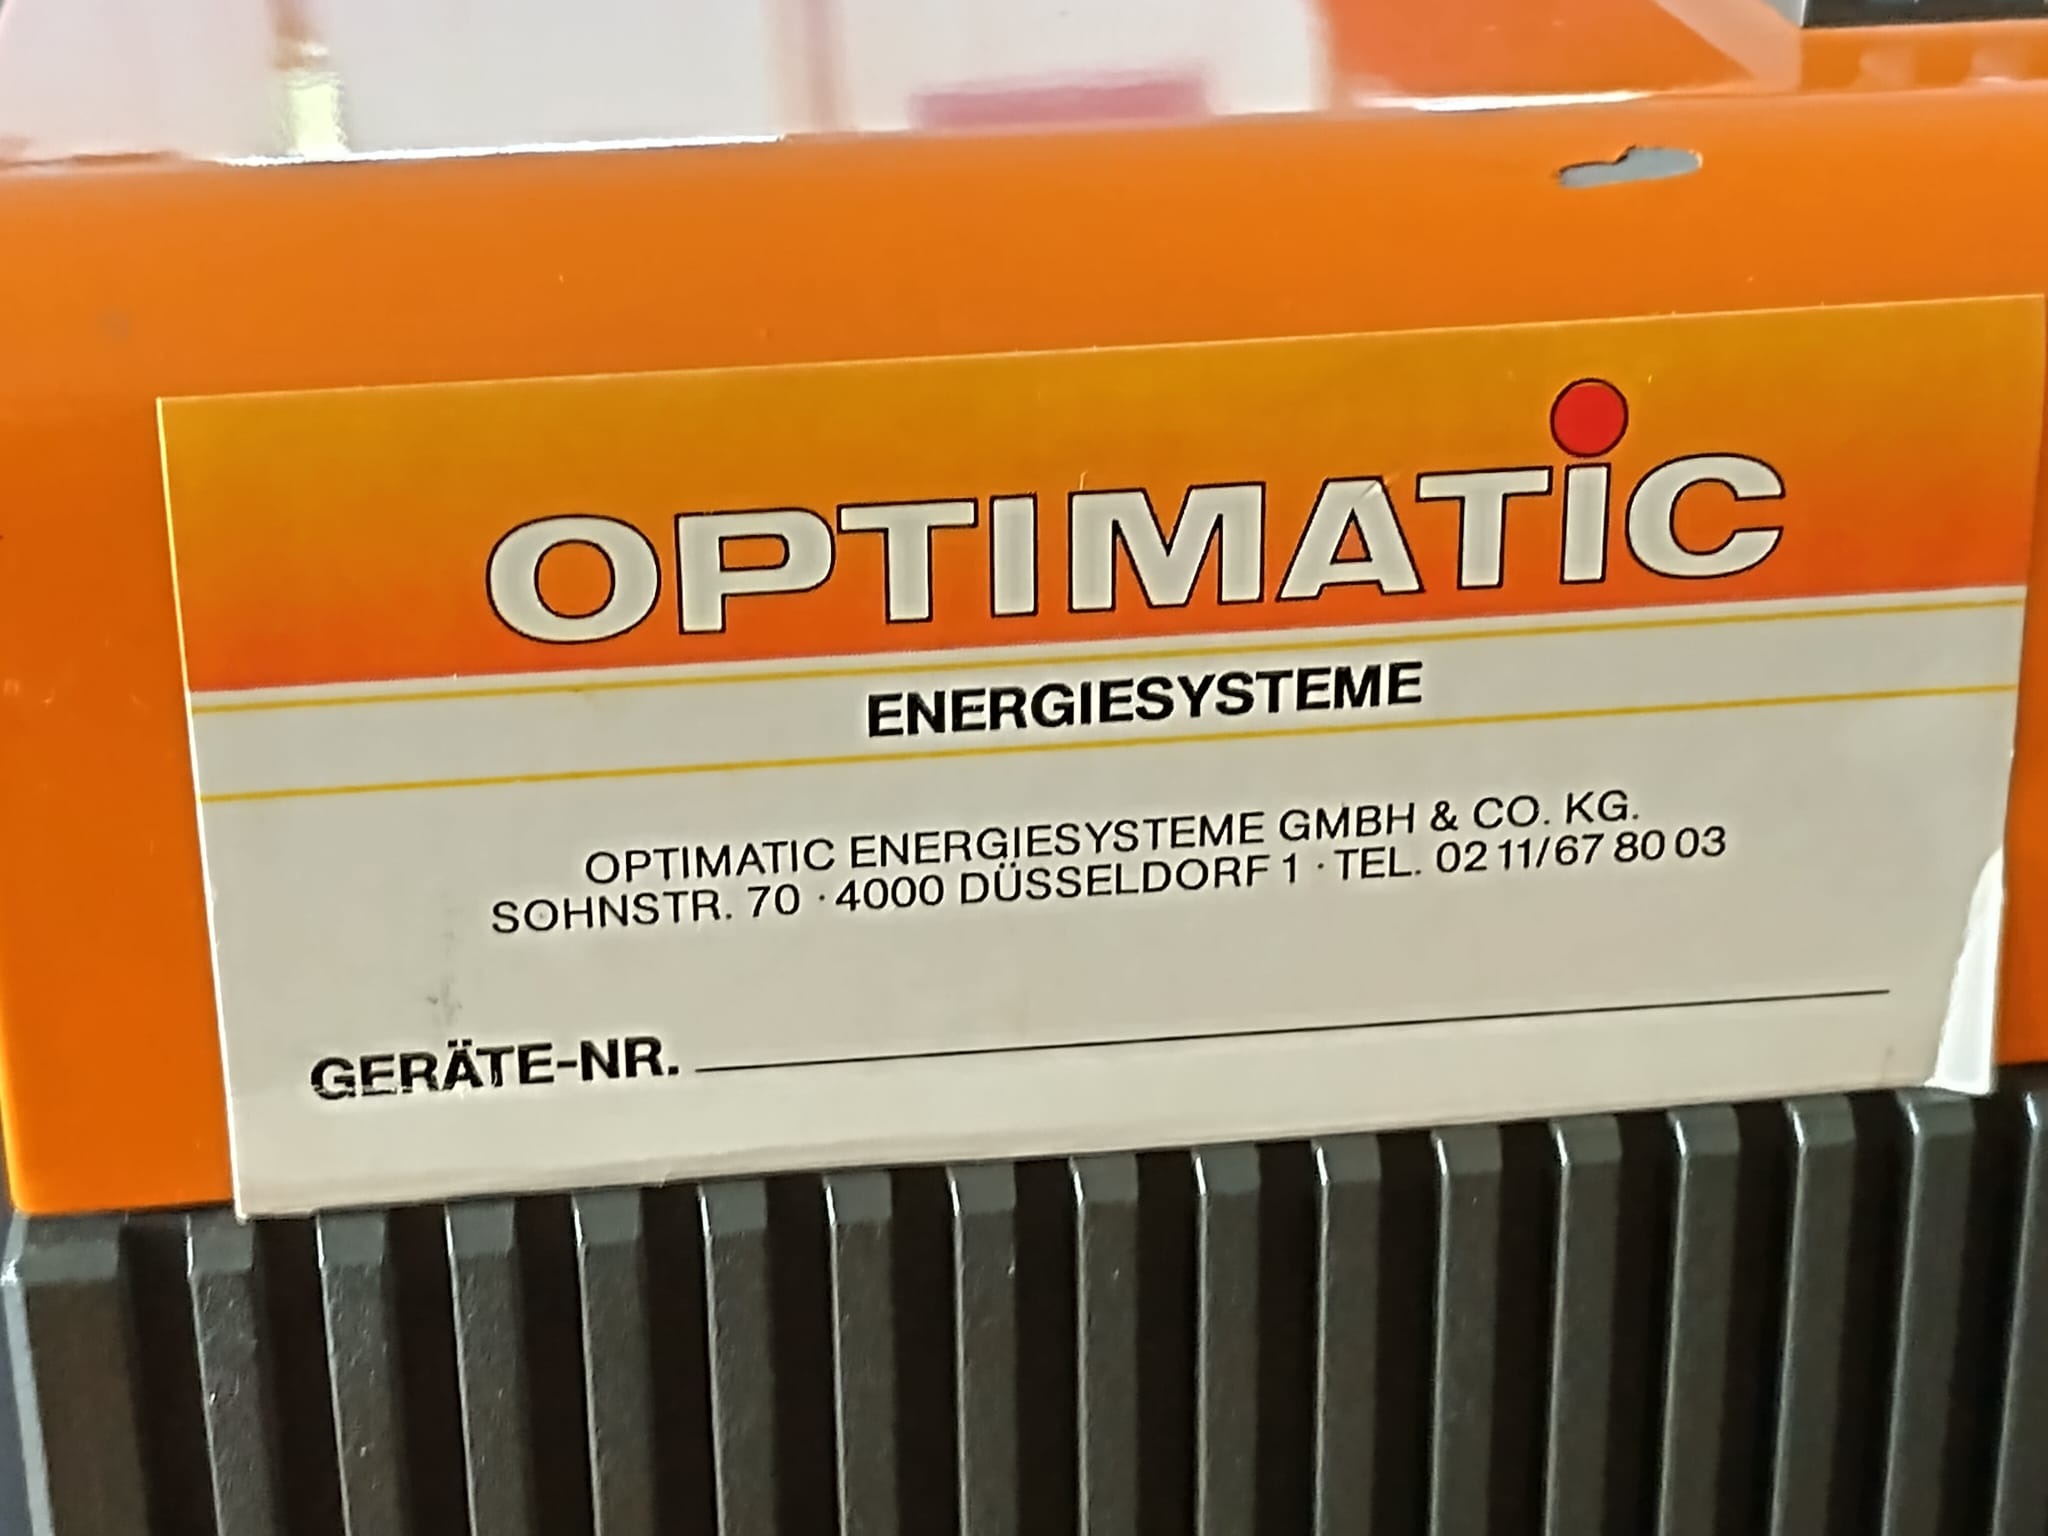 OPTIMATiC
ENERGIESYSTEME
OPTIMATIC ENERGIESYSTEME GMBH & CO. KG.
SOHNSTR. 70 · 4000 DÜSSELDORF 1 · TEL. 02 11/67 80 03
GERÄTE-NR.